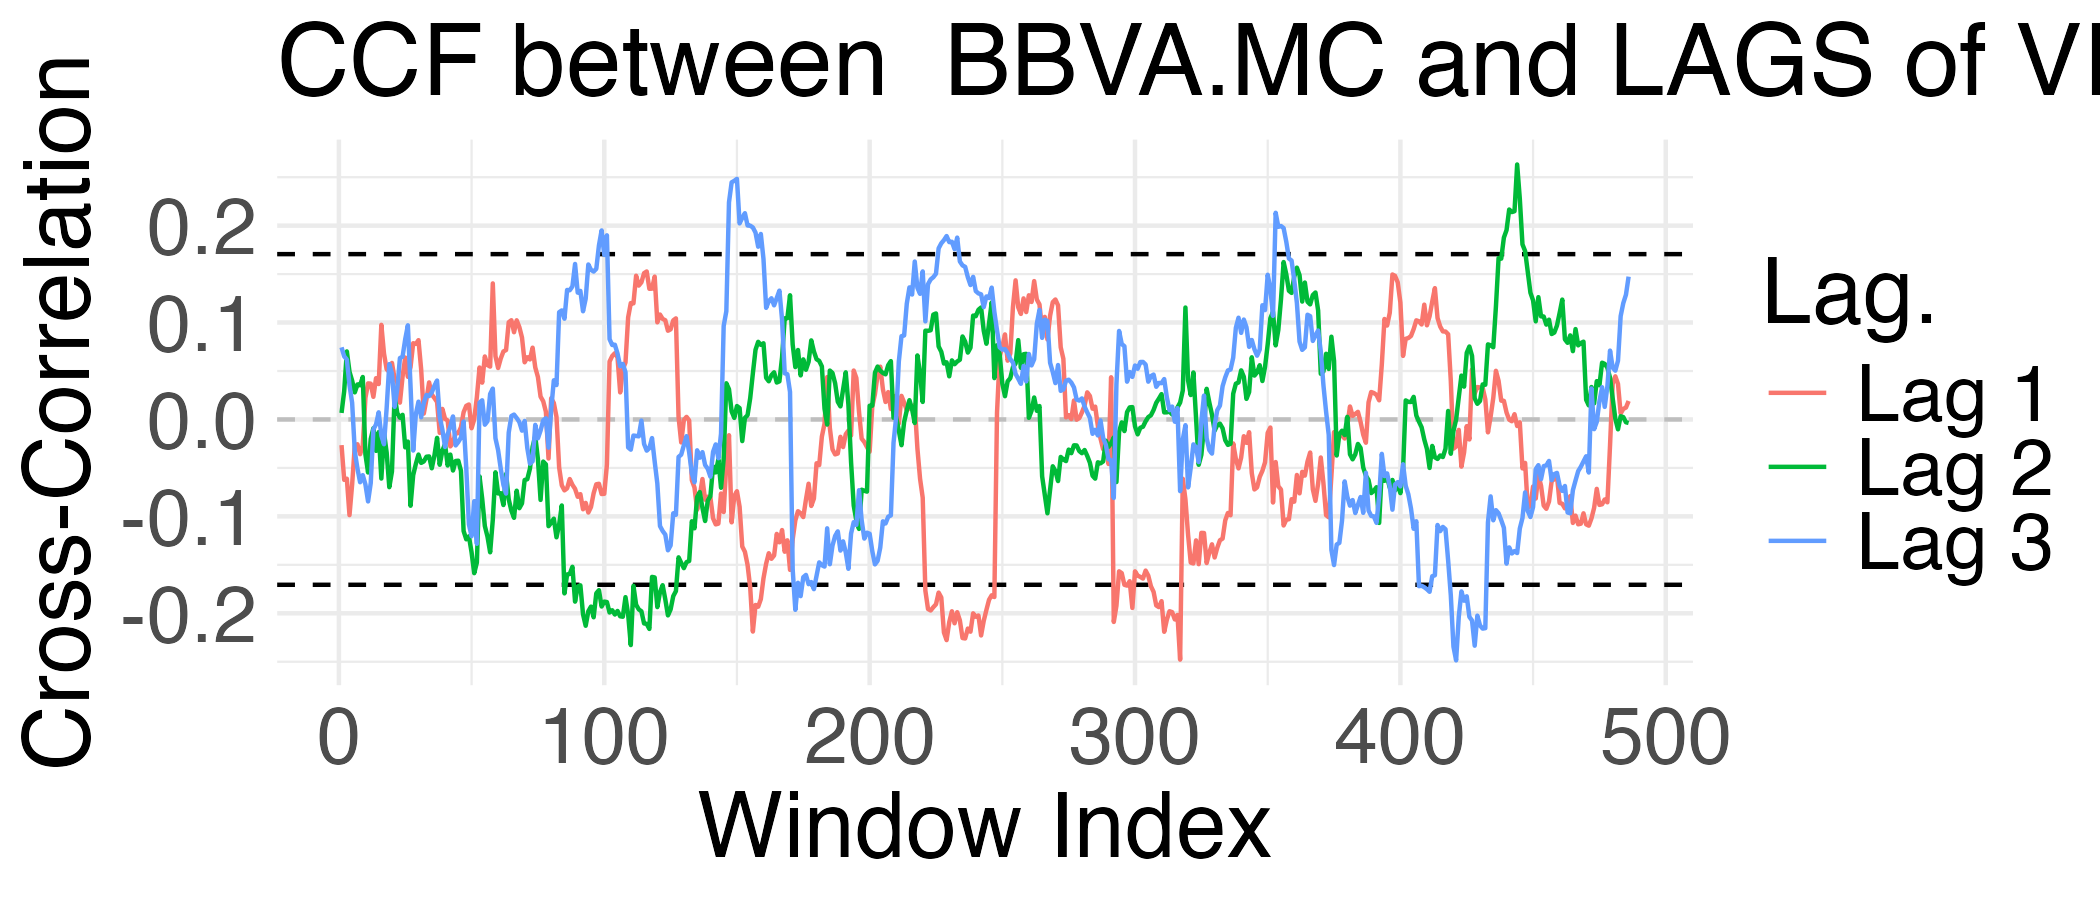 CCF between BBVA.MC and LAGS of
Cross-Correlation
0.2
0.1
0.0
-0.1
-0.2
0 100 200 300 400 500
Window Index
Lag.
Lag 1
Lag 2
Lag 3